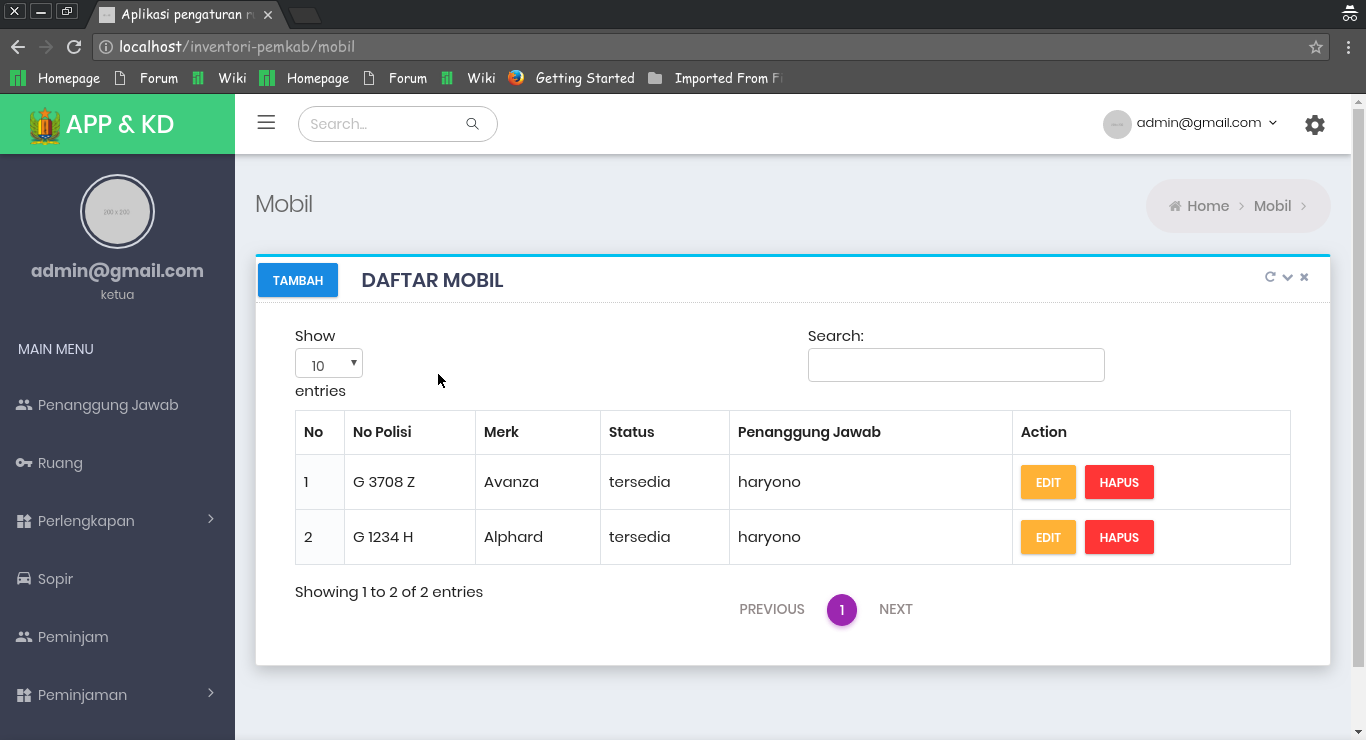 Aplikasi pengaturan r
localhost/inventori-pemkab/mobil
Homepage Forum Wiki Homepage Forum Wiki Getting Started Imported From Fi
APP & KD
Search...
admin@gmail.com
200 x 200
admin@gmail.com
ketua
MAIN MENU
Penanggung Jawab
Ruang
Perlengkapan
Sopir
Peminjam
Peminjaman
Mobil
Home > Mobil >
TAMBAH DAFTAR MOBIL
Show
10
entries
Search:
No No Polisi Merk Status Penanggung Jawab Action
1 G 3708 Z Avanza tersedia haryono EDIT HAPUS
2 G 1234 H Alphard tersedia haryono EDIT HAPUS
Showing 1 to 2 of 2 entries
PREVIOUS 1 NEXT